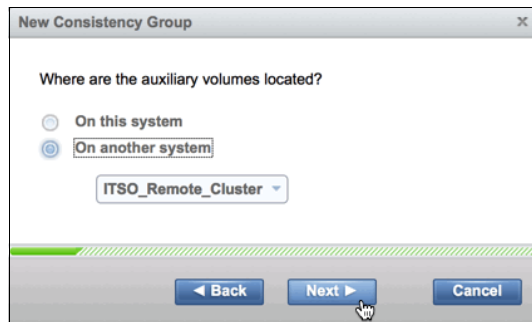 New Consistency Group
Where are the auxiliary volumes located?
On this system
On another system
ITSO_Remote_Cluster
Back Next Cancel